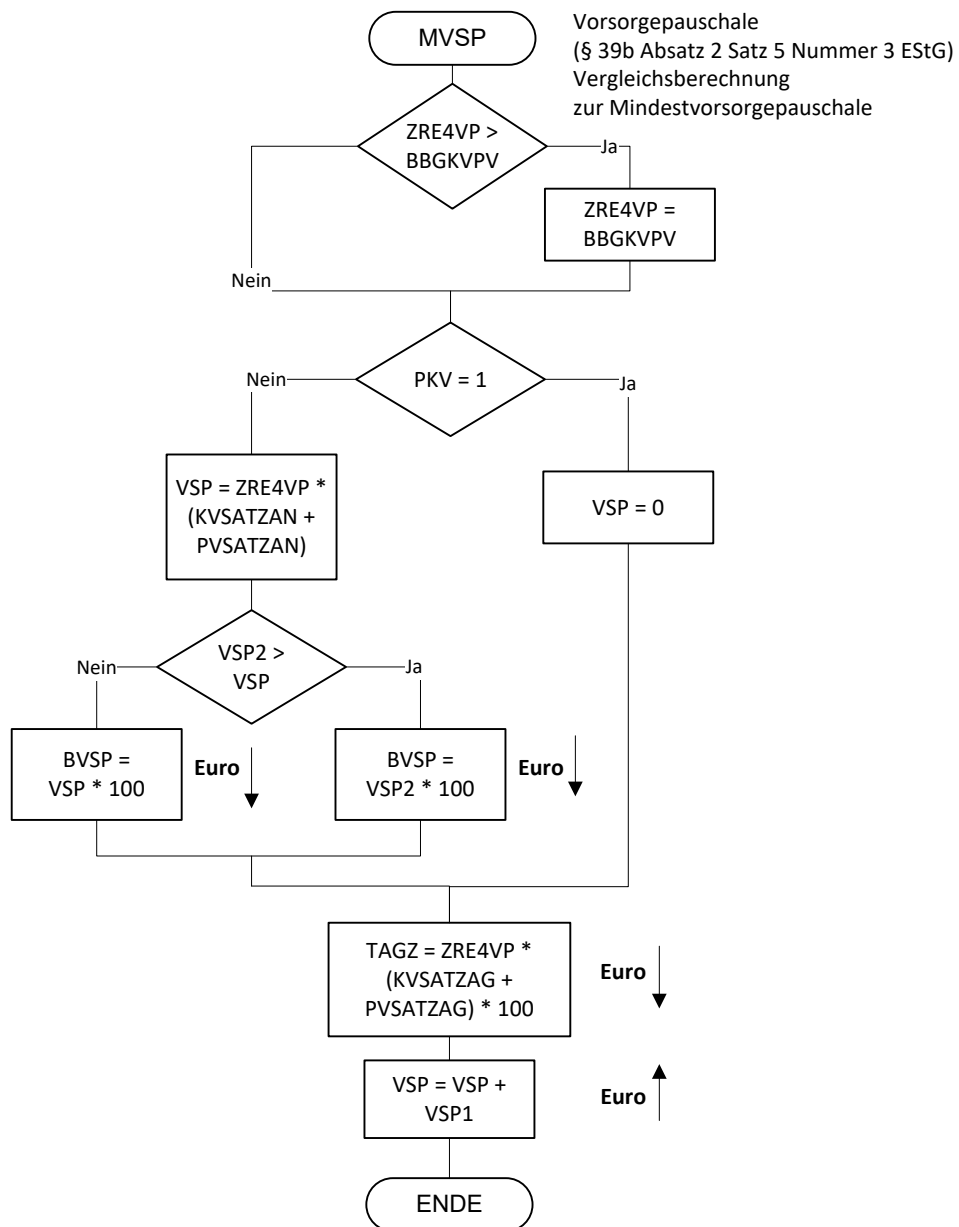 MVSP
Vorsorgepauschale
(§ 39b Absatz 2 Satz 5 Nummer 3 EStG)
Vergleichsberechnung
zur Mindestvorsorgepauschale
ZRE4VP >
BBGKVPV
Ja
ZRE4VP =
BBGKVPV
Nein
PKV = 1
Nein
Ja
VSP = ZRE4VP *
(KVSATZAN +
PVSATZAN)
VSP = 0
VSP2 >
VSP
Nein
Ja
BVSP =
VSP * 100
Euro
BVSP =
VSP2 * 100
Euro
TAGZ = ZRE4VP *
(KVSATZAG +
PVSATZAG) * 100
Euro
VSP = VSP +
VSP1
Euro
ENDE